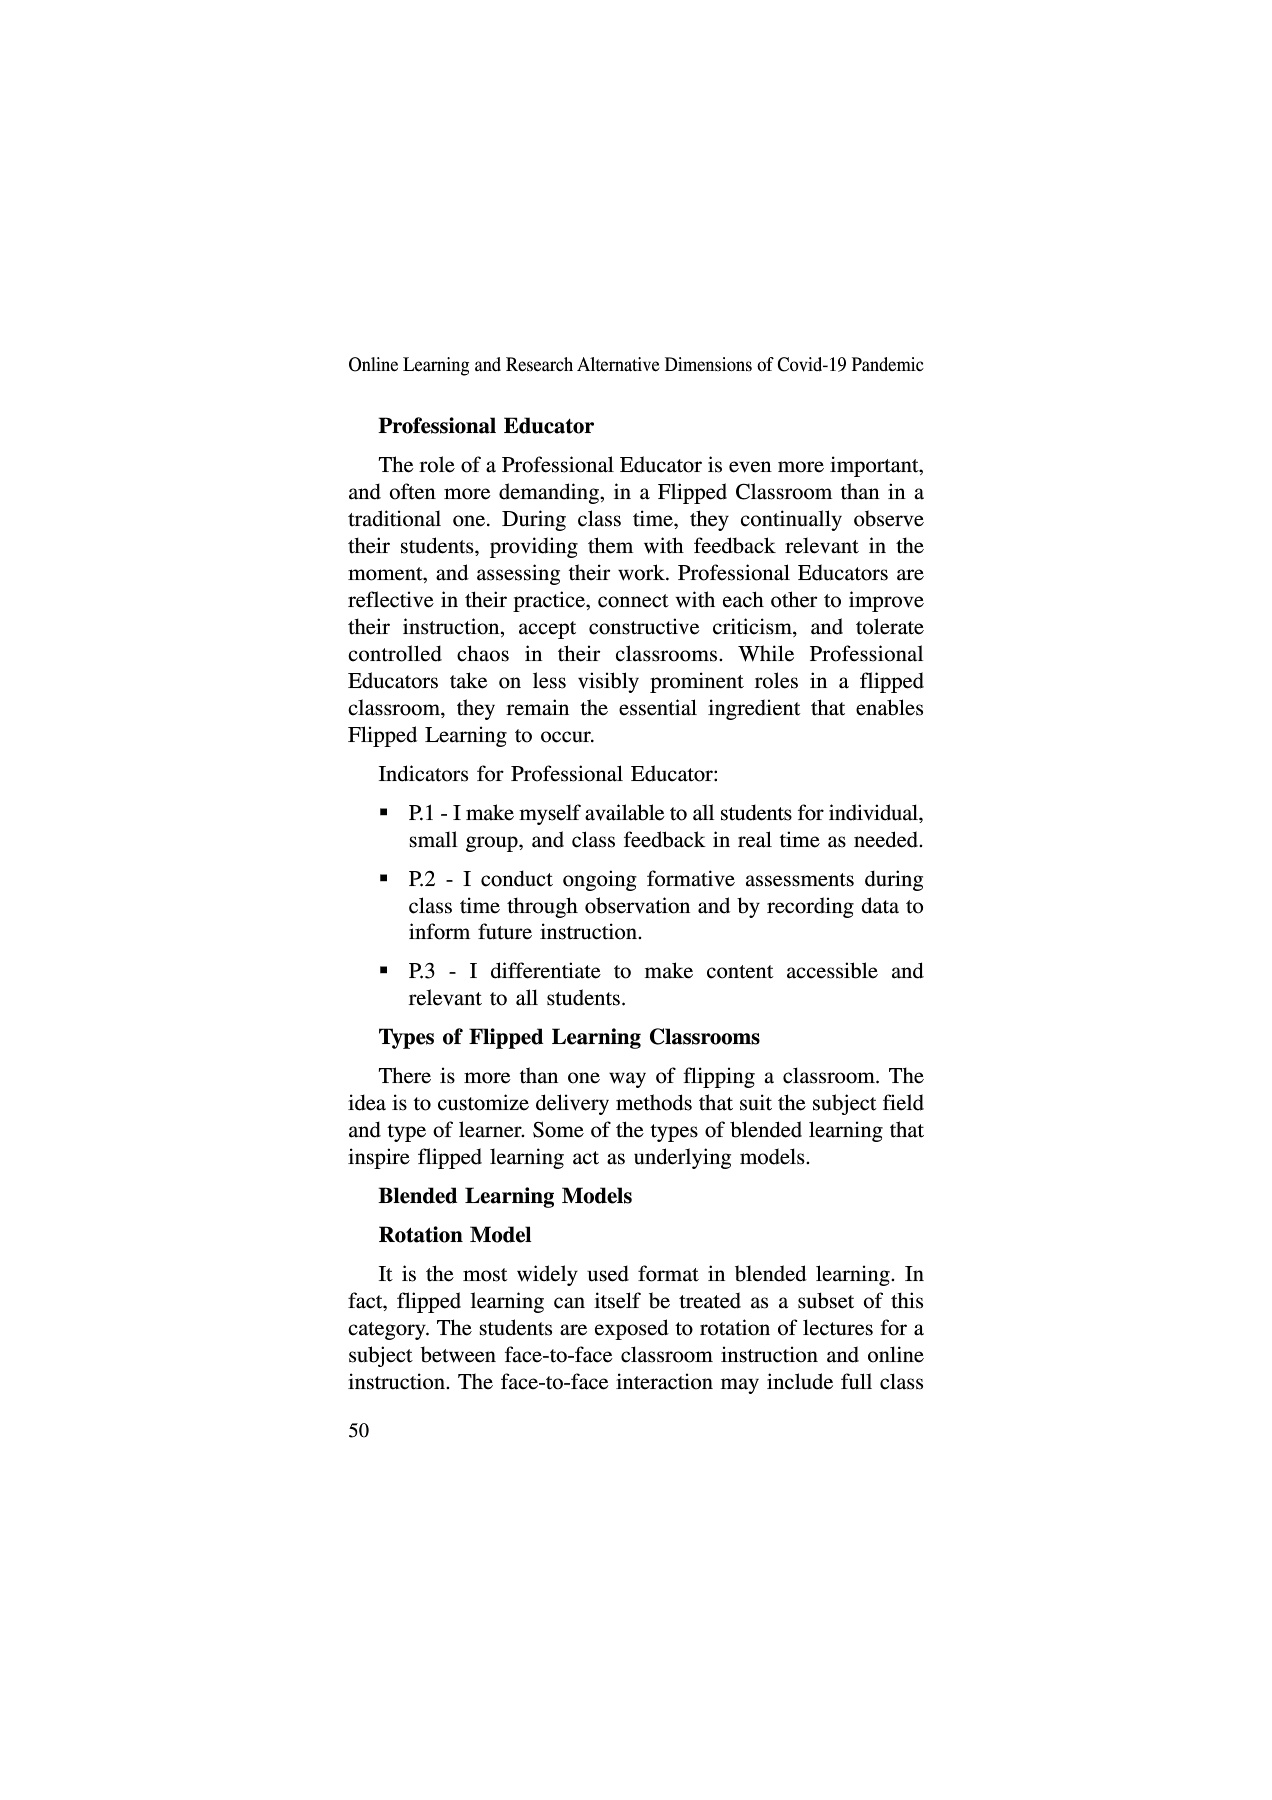 Online Learning and Research Alternative Dimensions of Covid-19 Pandemic
Professional Educator
The role of a Professional Educator is even more important,
and often more demanding, in a Flipped Classroom than in a
traditional one. During class time, they continually observe
their students, providing them with feedback relevant in the
moment, and assessing their work. Professional Educators are
reflective in their practice, connect with each other to improve
their instruction, accept constructive criticism, and tolerate
controlled chaos in their classrooms. While Professional
Educators take on less visibly prominent roles in a flipped
classroom, they remain the essential ingredient that enables
Flipped Learning to occur.
Indicators for Professional Educator:
▪ P.1 - I make myself available to all students for individual,
small group, and class feedback in real time as needed.
▪ P.2 - I conduct ongoing formative assessments during
class time through observation and by recording data to
inform future instruction.
▪ P.3 - I differentiate to make content accessible and
relevant to all students.
Types of Flipped Learning Classrooms
There is more than one way of flipping a classroom. The
idea is to customize delivery methods that suit the subject field
and type of learner. Some of the types of blended learning that
inspire flipped learning act as underlying models.
Blended Learning Models
Rotation Model
It is the most widely used format in blended learning. In
fact, flipped learning can itself be treated as a subset of this
category. The students are exposed to rotation of lectures for a
subject between face-to-face classroom instruction and online
instruction. The face-to-face interaction may include full class
50